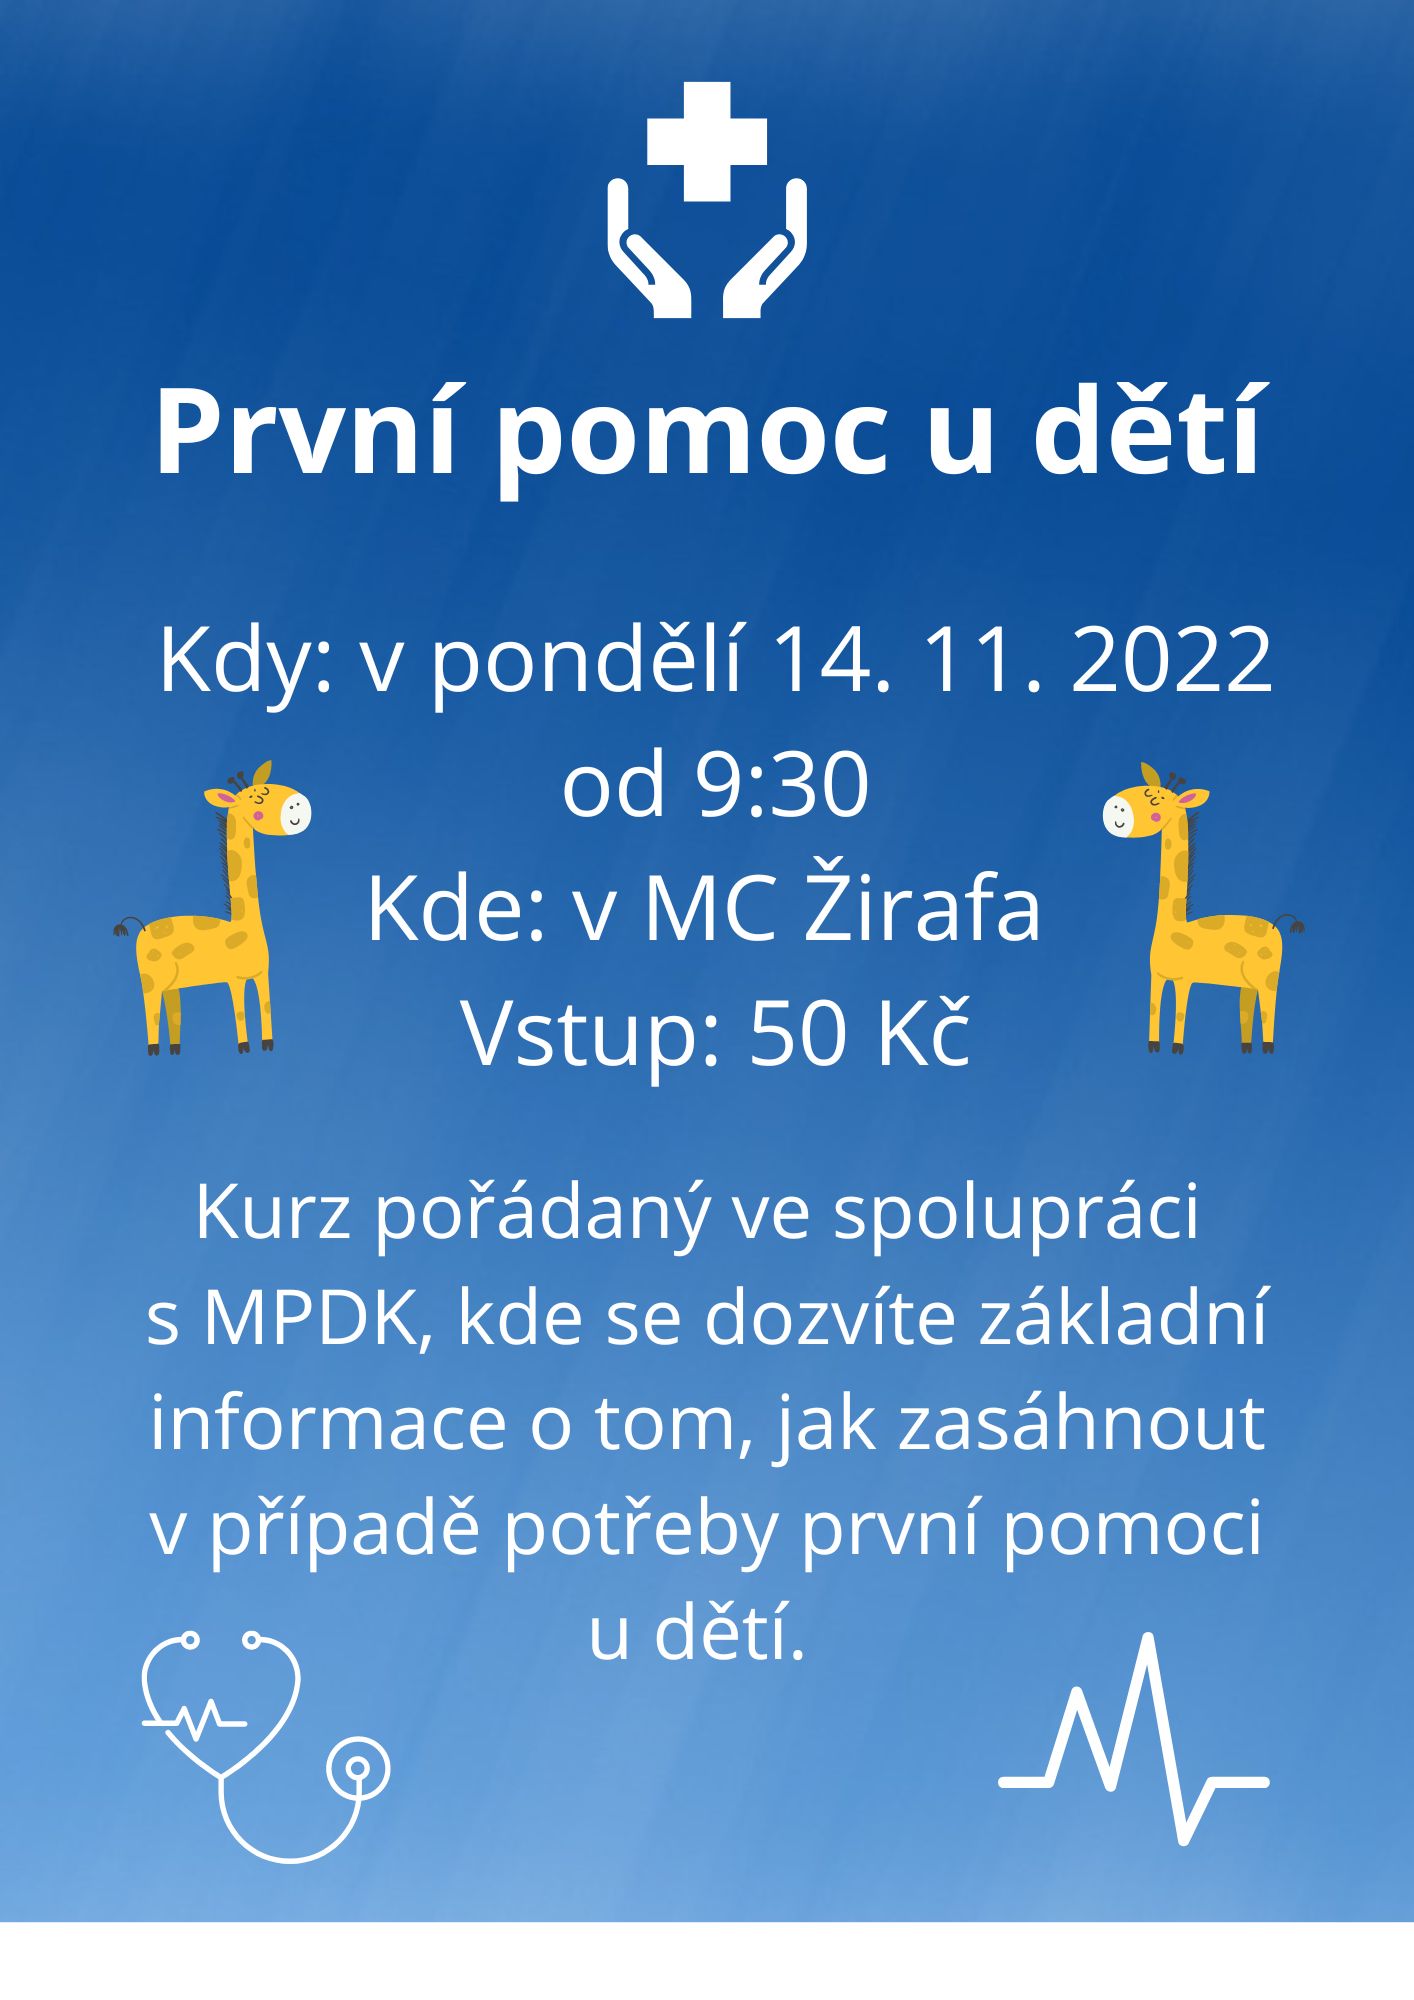 První pomoc u dětí
Kdy: v pondělí 14. 11. 2022
od 9:30
Kde: v MC Žirafa
Vstup: 50 Kč
Kurz pořádaný ve spolupráci
s MPDK, kde se dozvíte základní
informace o tom, jak zasáhnout
v případě potřeby první pomoci
u dětí.